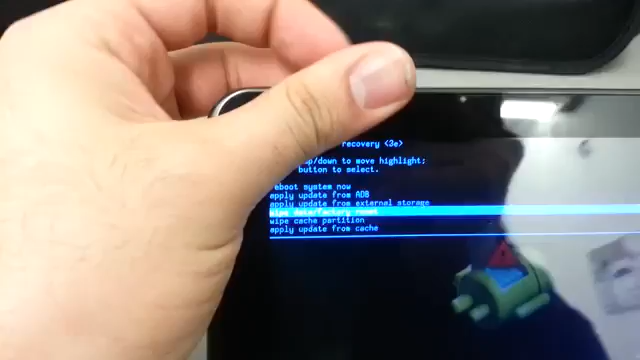 recovery <3e>
up/down to move highlight;
button to select.
reboot system now
apply update from ADB
apply update from external storage
wipe data/factory reset
wipe cache partition
apply update from cache